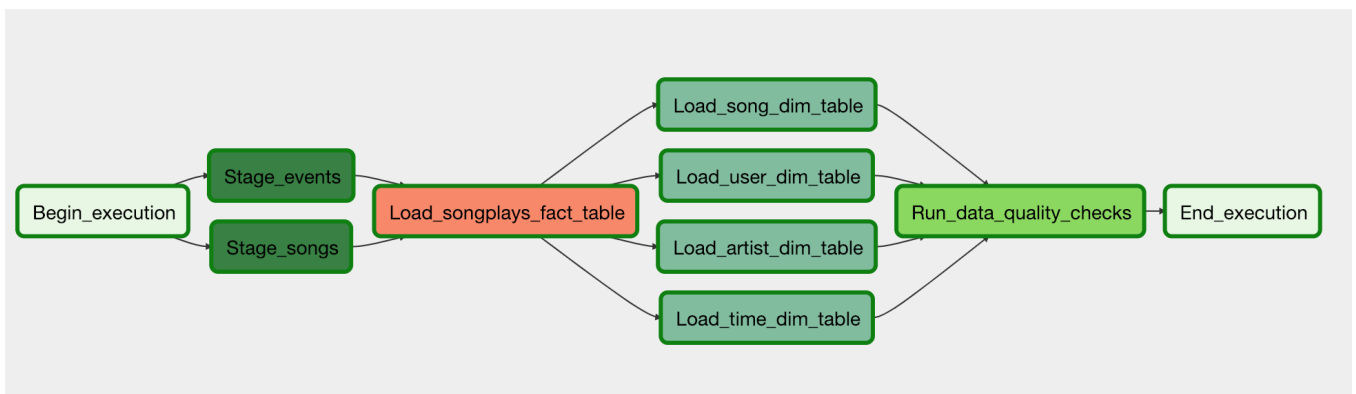 Begin_execution
Stage_events
Stage_songs
Load_songplays_fact_table
Load_song_dim_table
Load_user_dim_table
Load_artist_dim_table
Load_time_dim_table
Run_data_quality_checks
End_execution